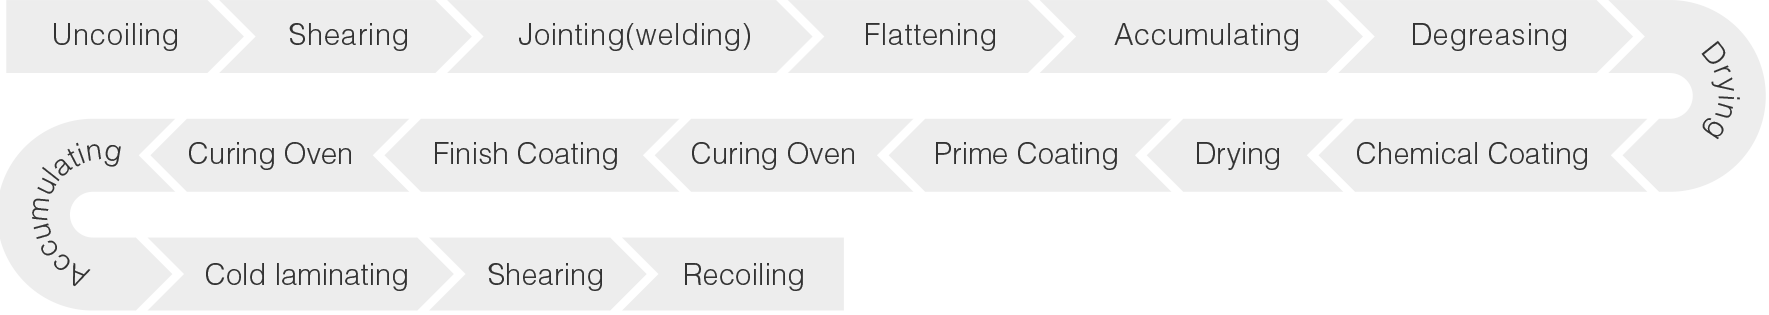 Uncoiling Shearing Jointing(welding) Flattening Accumulating Degreasing
Drying
Chemical Coating Drying Prime Coating Curing Oven Finish Coating Curing Oven
Accumulating
Cold laminating Shearing Recoiling